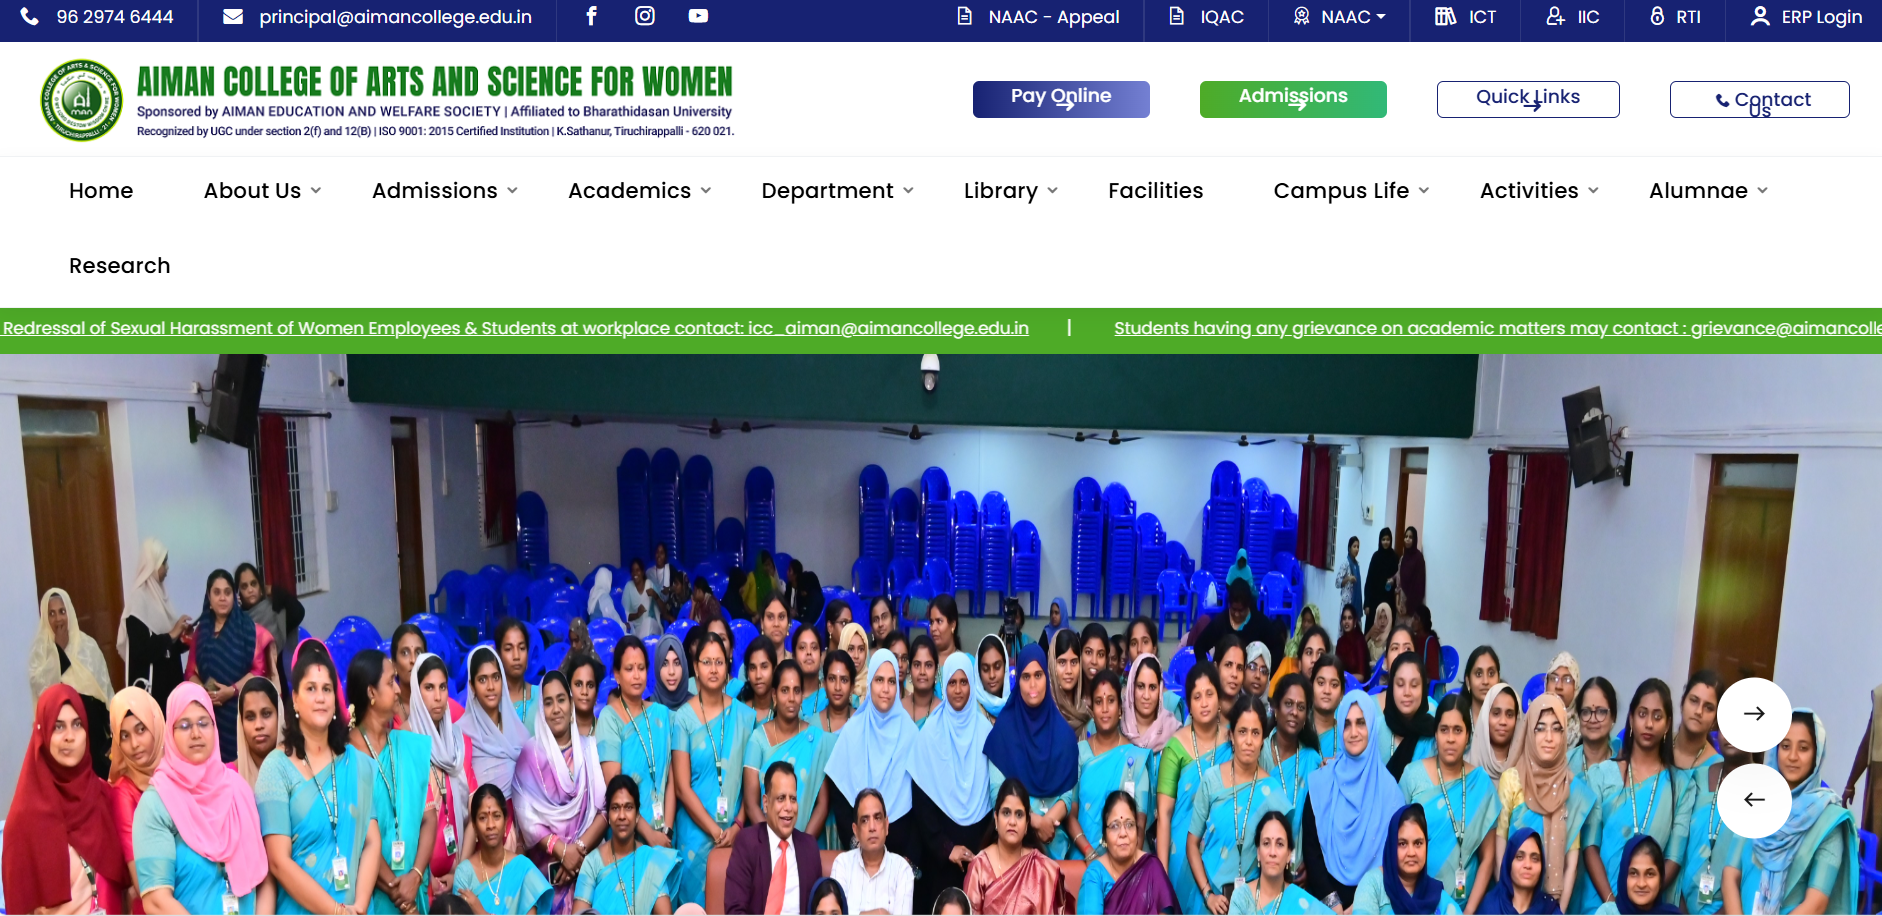 96 2974 6444
principal@aimancollege.edu.in
NAAC - Appeal
IQAC
NAAC
ICT
IIC
RTI
ERP Login
AIMAN COLLEGE OF ARTS AND SCIENCE FOR WOMEN
Sponsored by AIMAN EDUCATION AND WELFARE SOCIETY | Affiliated to Bharathidasan University
Recognized by UGC under section 2(f) and 12(B) | ISO 9001: 2015 Certified Institution | K.Sathanur, Tiruchirappalli - 620 021.
Pay Online
Admissions
Quick Links
Contact
Us
Home
About Us
Admissions
Academics
Department
Library
Facilities
Campus Life
Activities
Alumnae
Research
Redressal of Sexual Harassment of Women Employees & Students at workplace contact: icc_aiman@aimancollege.edu.in | Students having any grievance on academic matters may contact : grievance@aimancolle